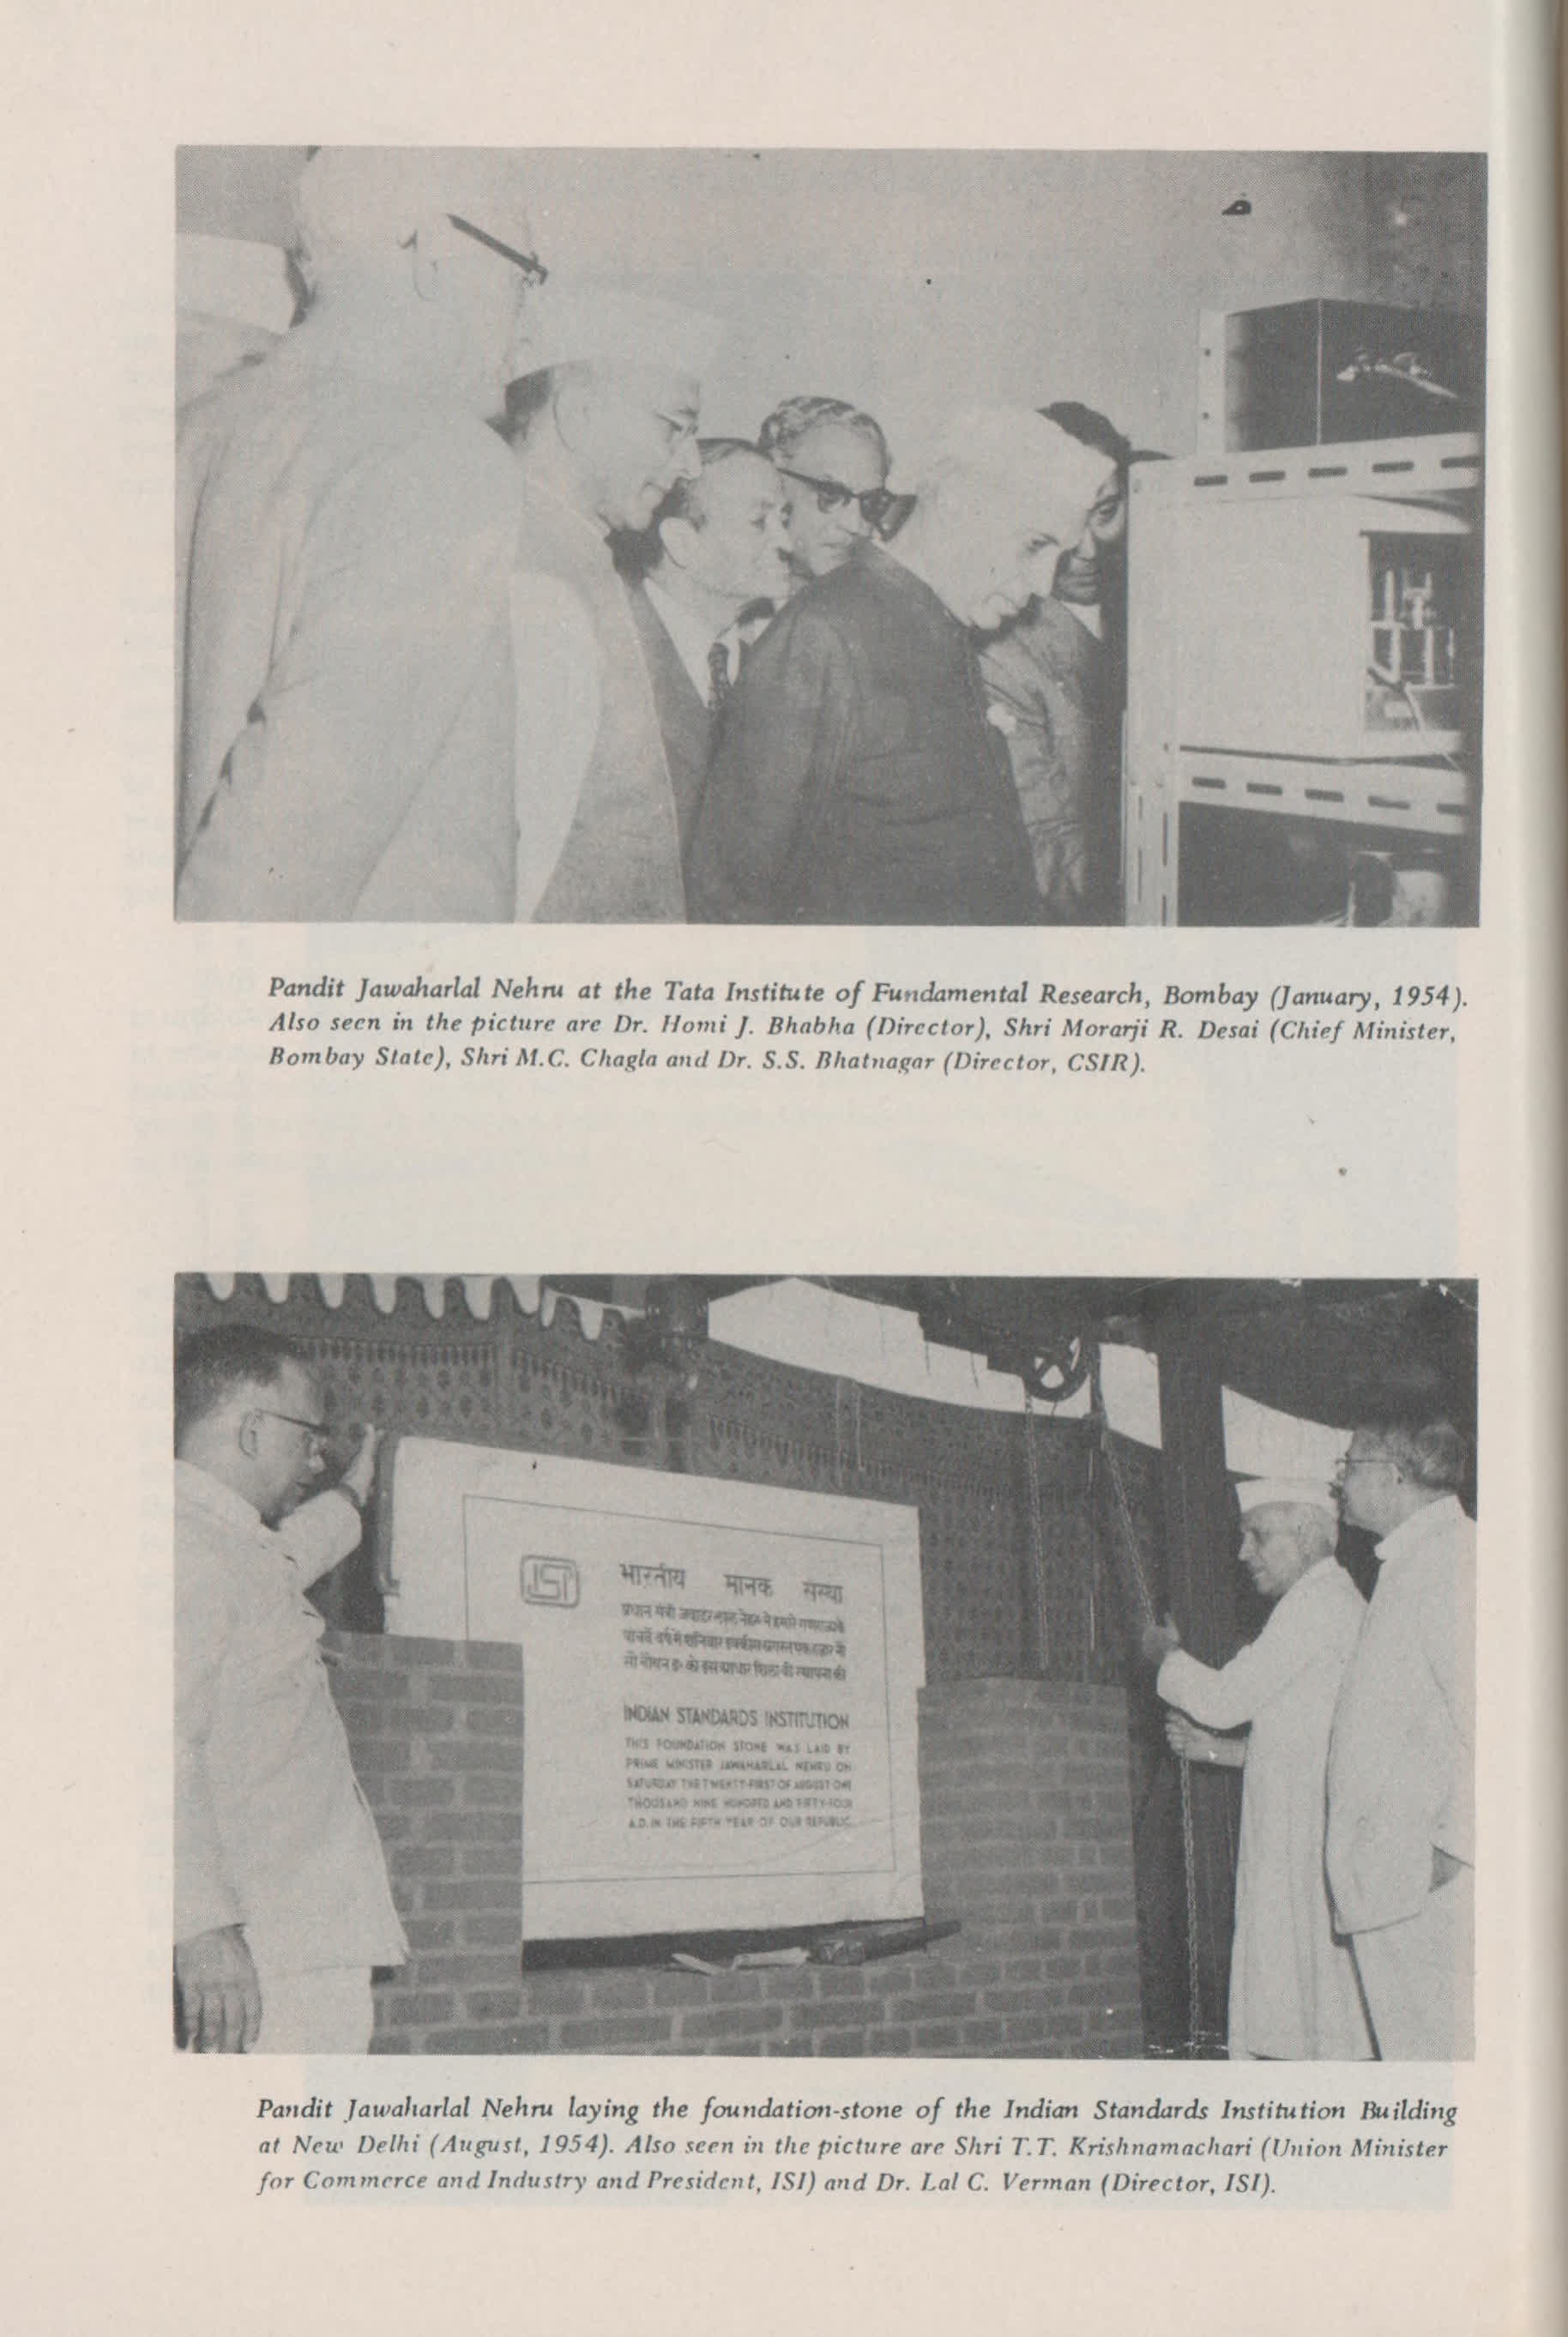 Pandit Jawaharlal Nehru at the Tata Institute of Fundamental Research, Bombay (January, 1954).
Also seen in the picture are Dr. Homi J. Bhabha (Director), Shri Morarji R. Desai (Chief Minister,
Bombay State), Shri M.C. Chagla and Dr. S.S. Bhatnagar (Director, CSIR).
ISI
भारतीय मानक संस्था
INDIAN STANDARDS INSTITUTION
THIS FOUNDATION STONE WAS LAID BY
PRIME MINISTER JAWAHARLAL NEHRU ON
SATURDAY THE TWENTY-FIRST OF AUGUST ONE
THOUSAND NINE HUNDRED AND FIFTY-FOUR
A.D. IN THE FIFTH YEAR OF OUR REPUBLIC
Pandit Jawaharlal Nehru laying the foundation-stone of the Indian Standards Institution Building
at New Delhi (August, 1954). Also seen in the picture are Shri T.T. Krishnamachari (Union Minister
for Commerce and Industry and President, ISI) and Dr. Lal C. Verman (Director, ISI).